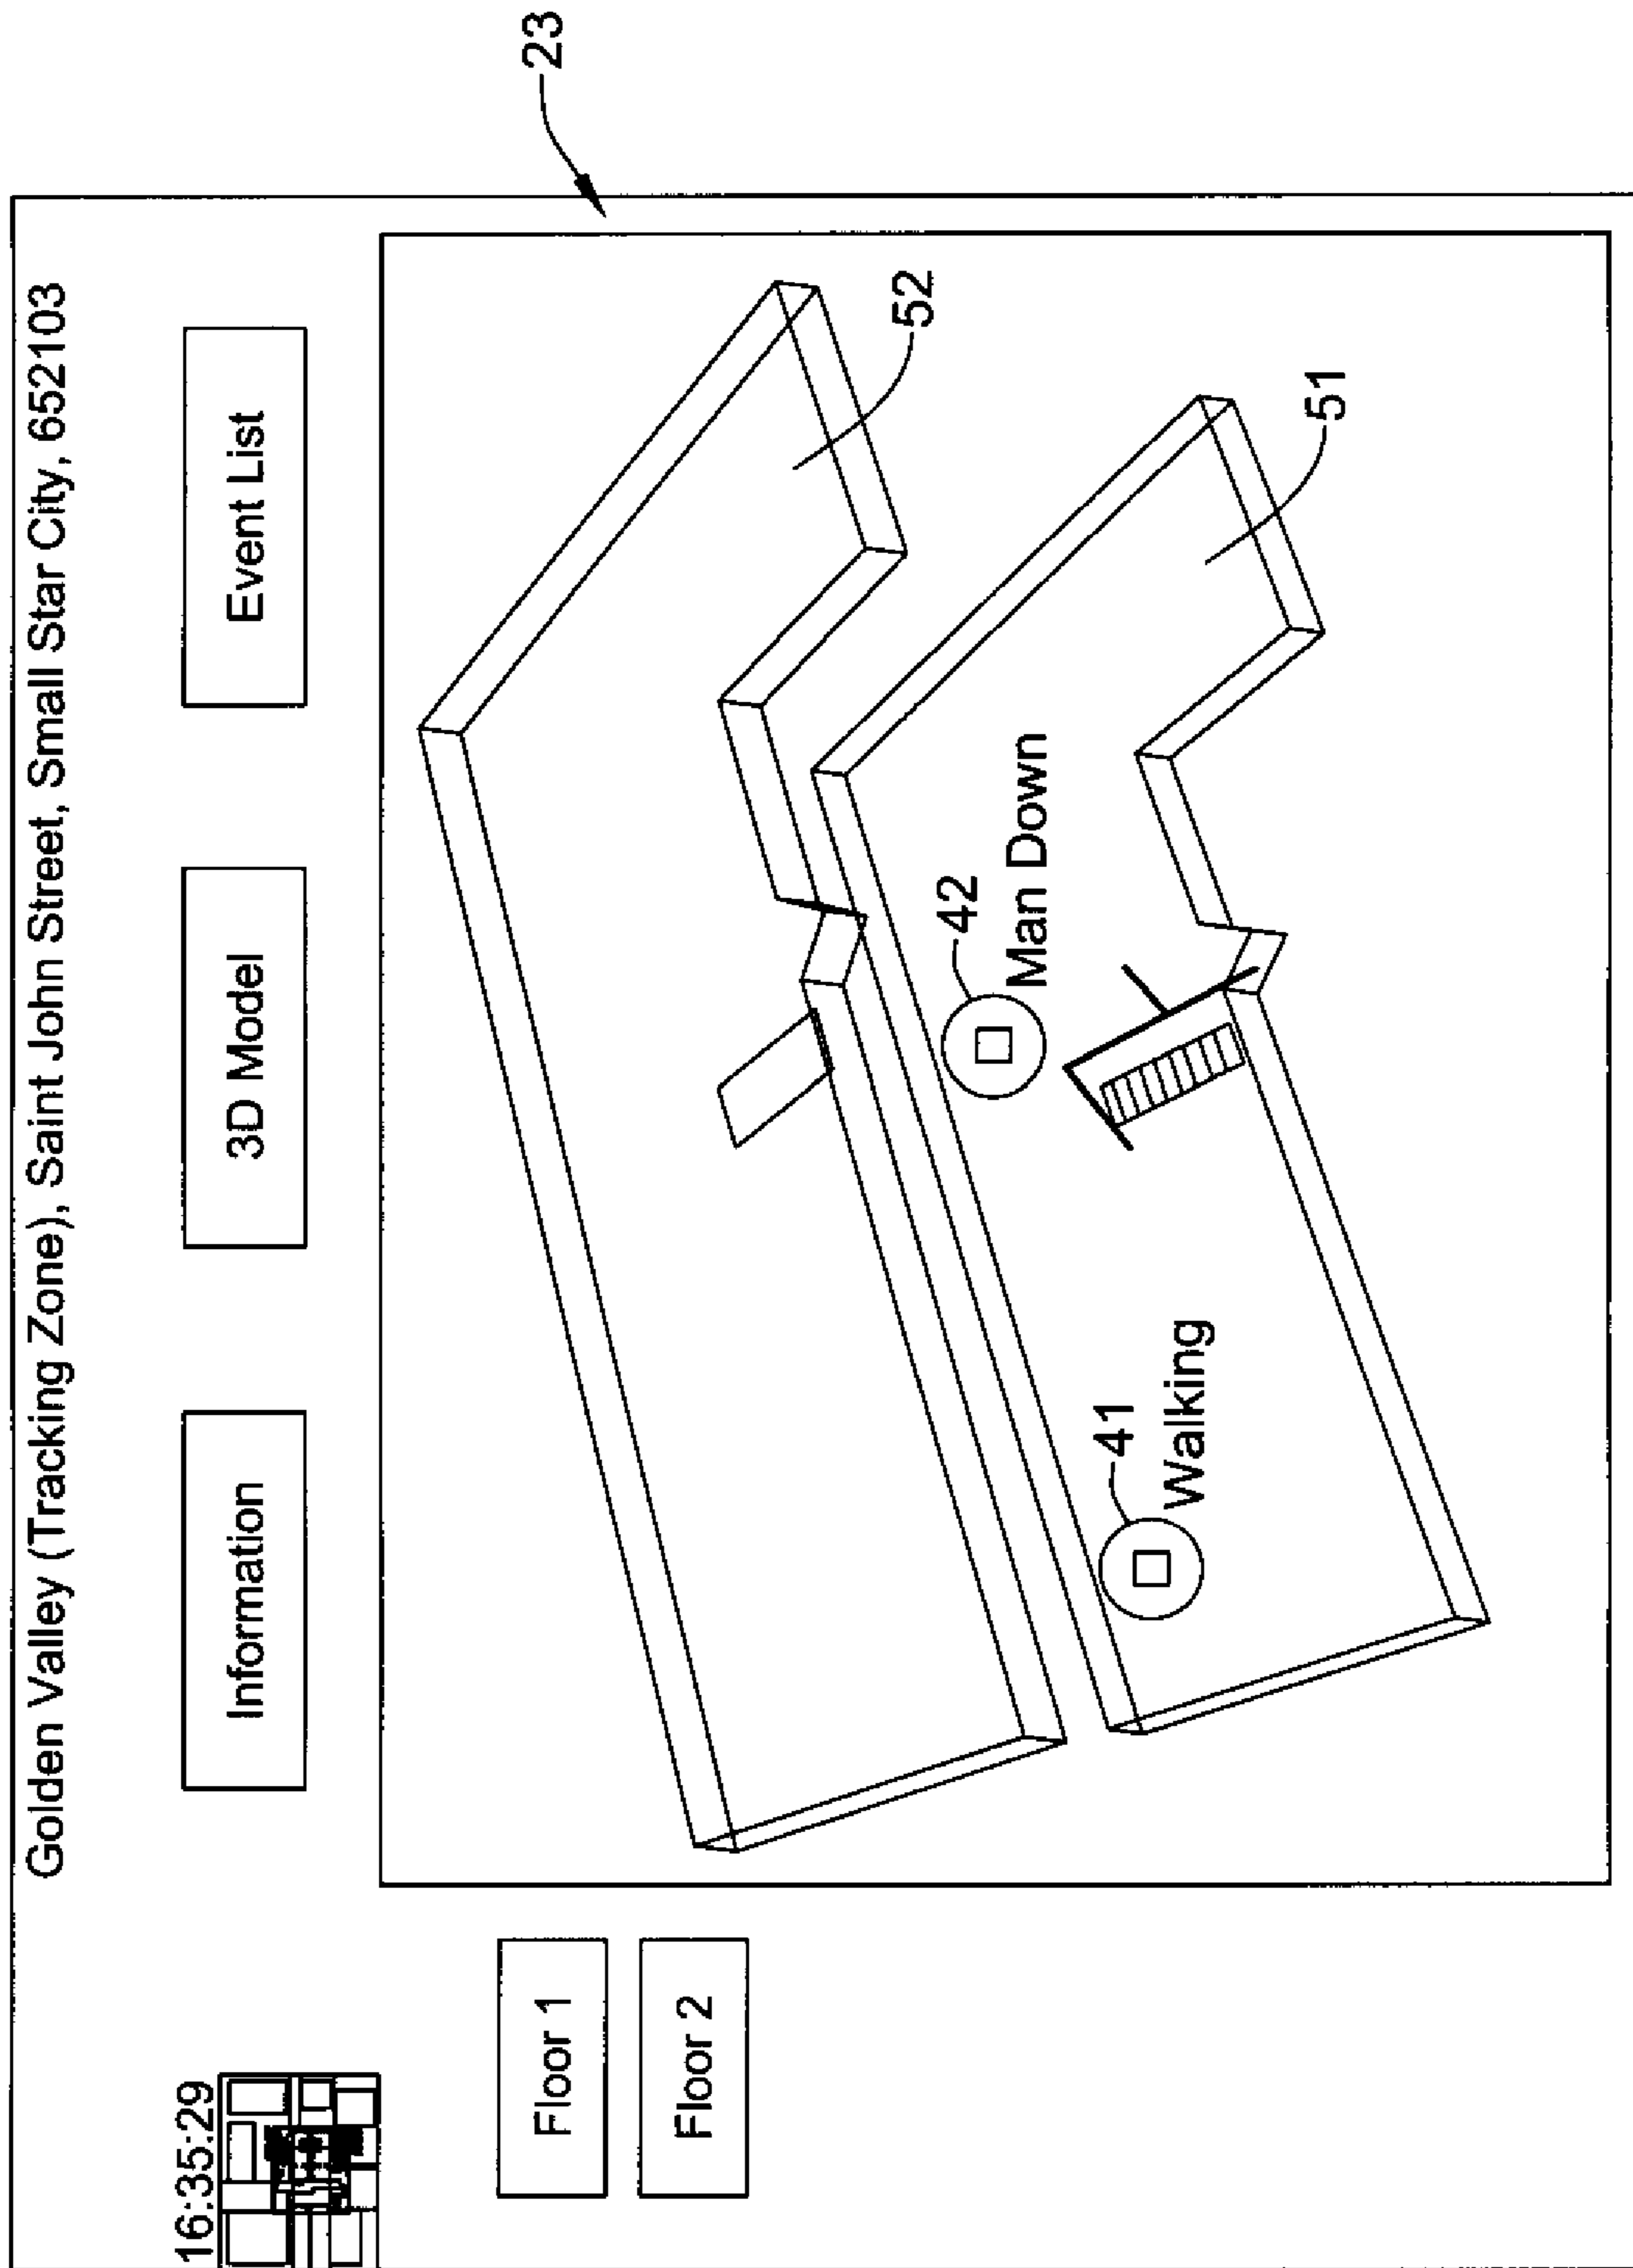 Golden Valley (Tracking Zone), Saint John Street, Small Star City, 652103
16:35:29
Information
3D Model
Event List
23
Floor 1
Floor 2
52
42
Man Down
41
Walking
51